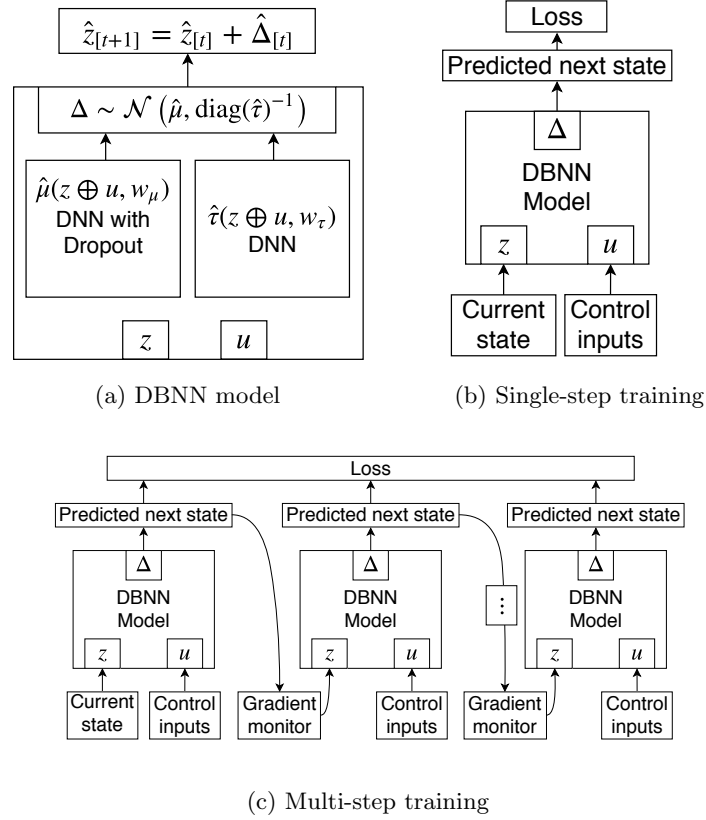 ẑ[t+1] = ẑ[t] + Δ̂[t]
Δ ∼ 𝒩 (μ̂, diag(τ̂)⁻¹)
μ̂(z ⊕ u, wμ)
DNN with
Dropout
τ̂(z ⊕ u, wτ)
DNN
z
u
(a) DBNN model
Loss
Predicted next state
Δ
DBNN
Model
z
u
Current
state
Control
inputs
(b) Single-step training
Loss
Predicted next state
Predicted next state
Predicted next state
Δ
Δ
Δ
DBNN
Model
DBNN
Model
DBNN
Model
⋮
z
u
z
u
z
u
Current
state
Control
inputs
Gradient
monitor
Control
inputs
Gradient
monitor
Control
inputs
(c) Multi-step training